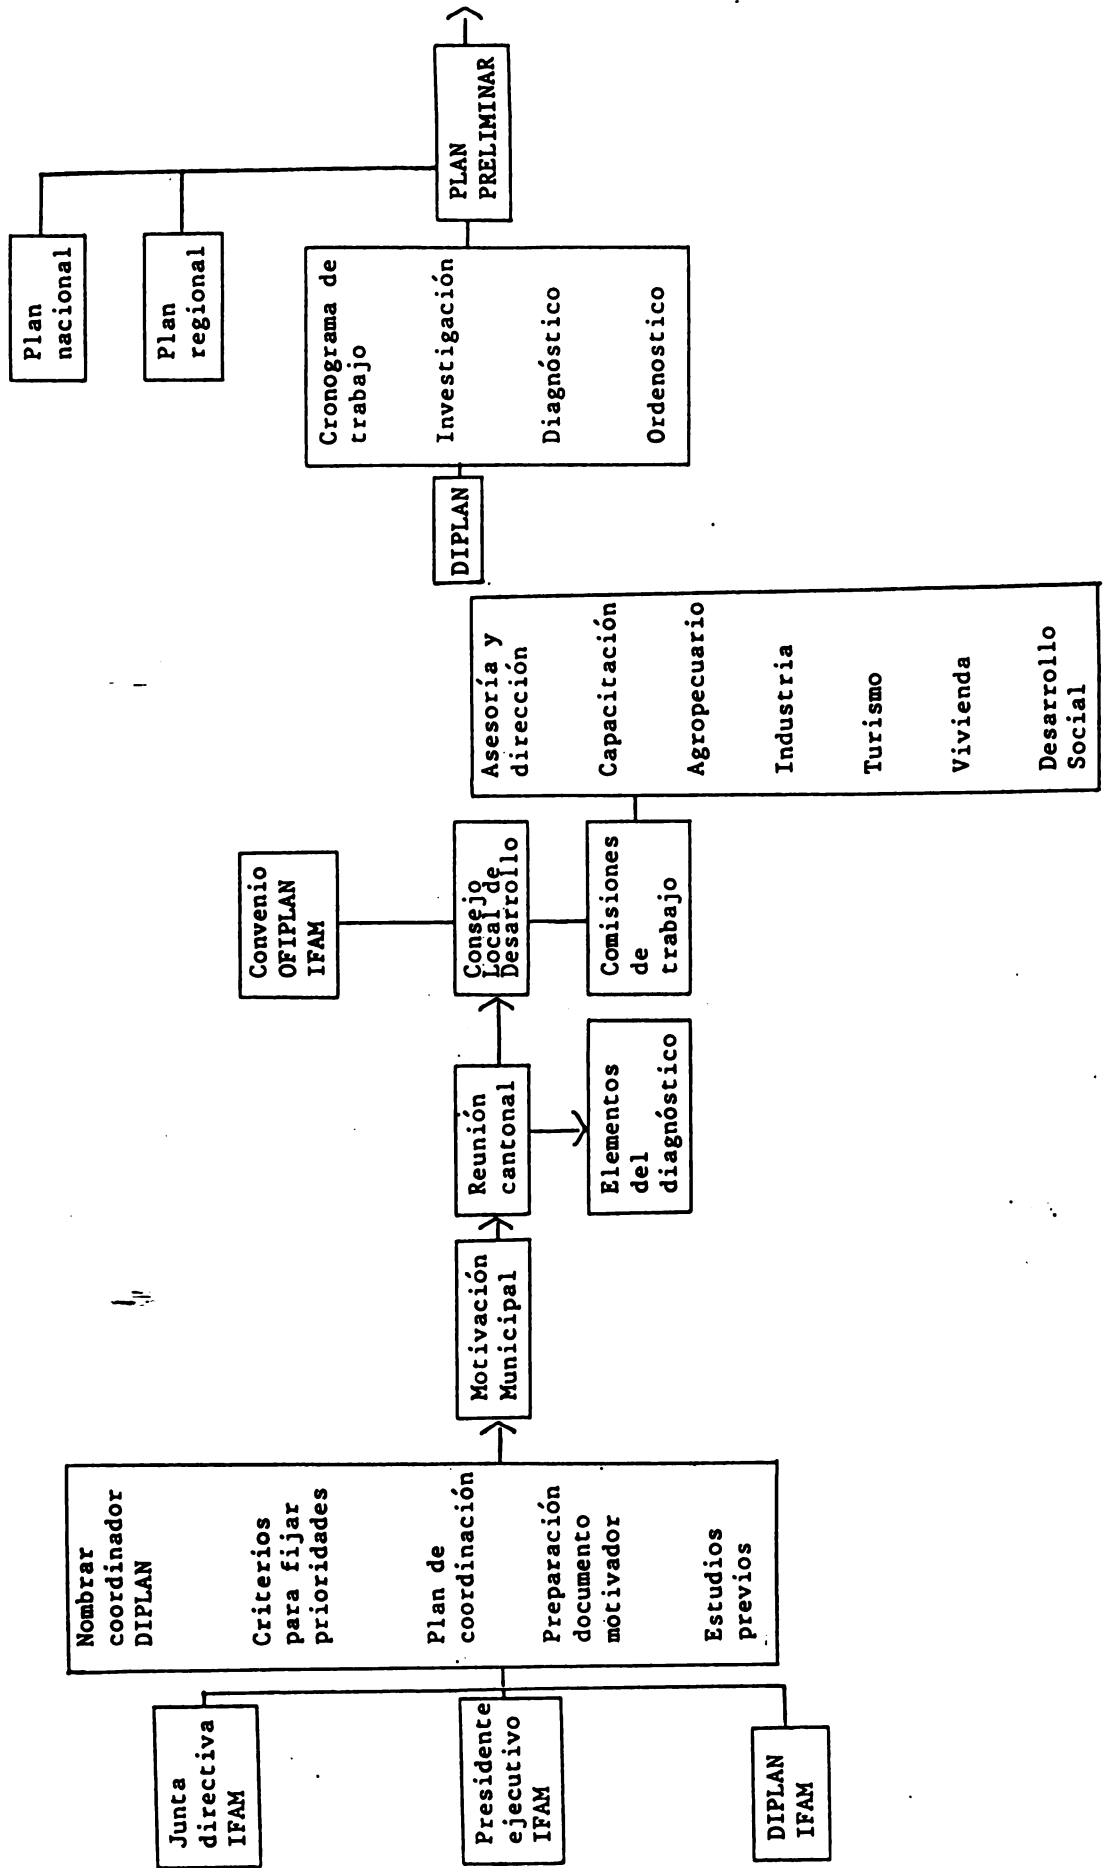 Junta
directiva
IFAM
Presidente
ejecutivo
IFAM
DIPLAN
IFAM
Nombrar
coordinador
DIPLAN
Criterios
para fijar
prioridades
Plan de
coordinación
Preparación
documento
motivador
Estudios
previos
Motivación
Municipal
Reunión
cantonal
Elementos
del
diagnóstico
Convenio
OFIPLAN
IFAM
Consejo
Local de
Desarrollo
Comisiones
de
trabajo
Asesoría y
dirección
Capacitación
Agropecuario
Industria
Turismo
Vivienda
Desarrollo
Social
DIPLAN
Cronograma de
trabajo
Investigación
Diagnóstico
Ordenostico
Plan
nacional
Plan
regional
PLAN
PRELIMINAR